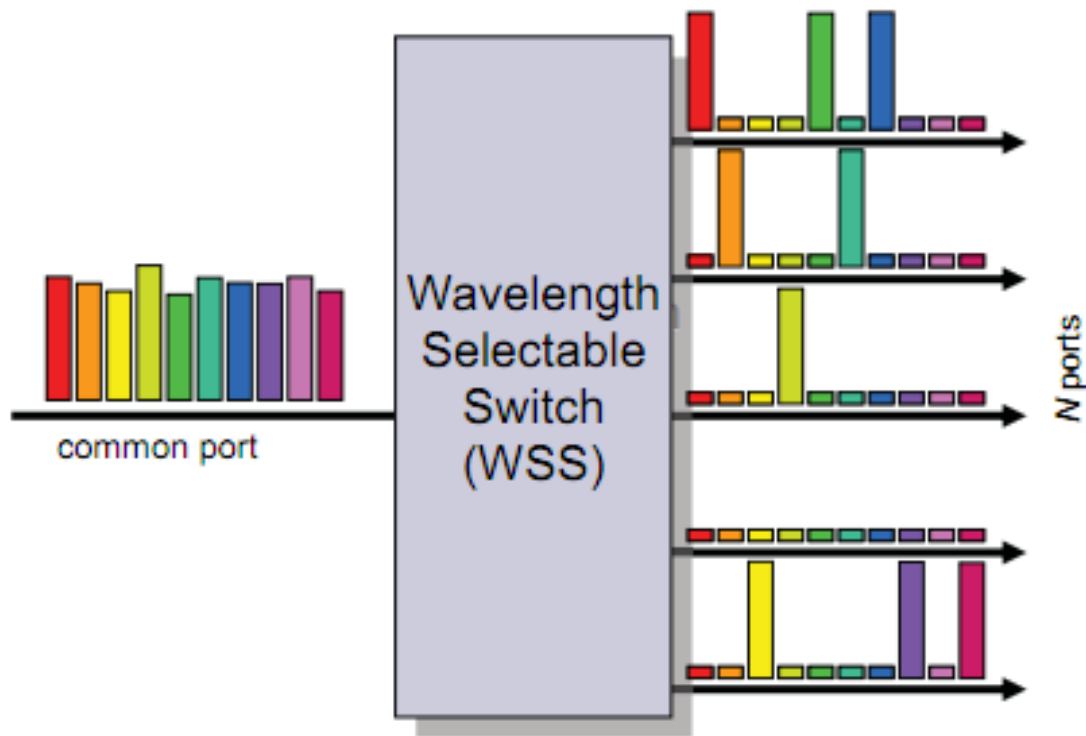 Wavelength
Selectable
Switch
(WSS)
common port
N ports